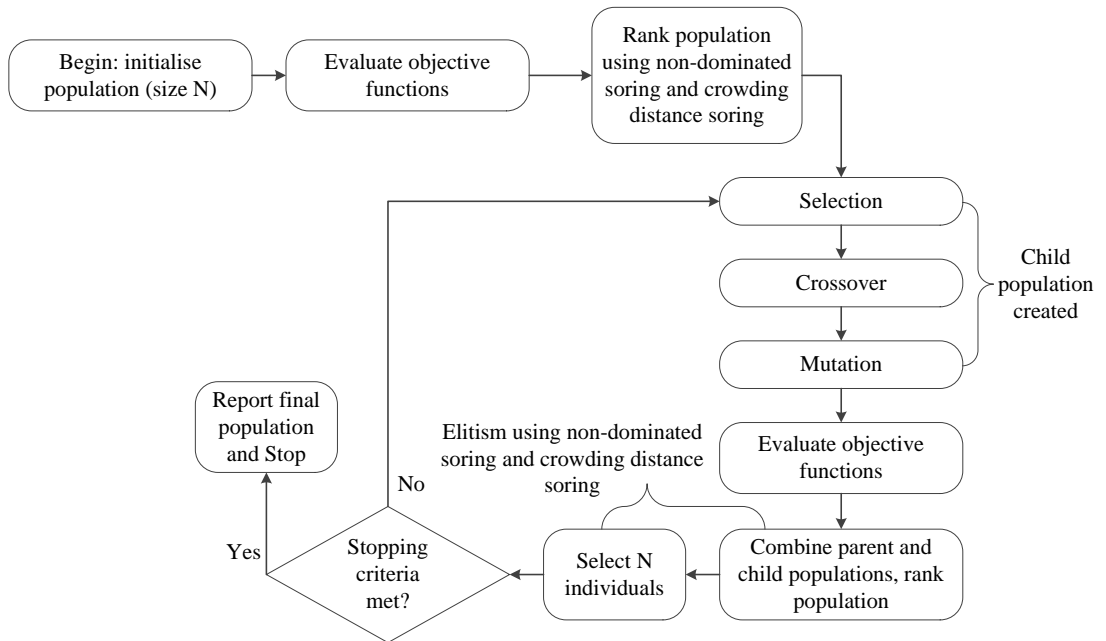 Begin: initialise
population (size N)
Evaluate objective
functions
Rank population
using non-dominated
soring and crowding
distance soring
Selection
Crossover
Mutation
Child
population
created
Evaluate objective
functions
Combine parent and
child populations, rank
population
Elitism using non-dominated
soring and crowding distance
soring
Select N
individuals
Stopping
criteria
met?
No
Yes
Report final
population
and Stop